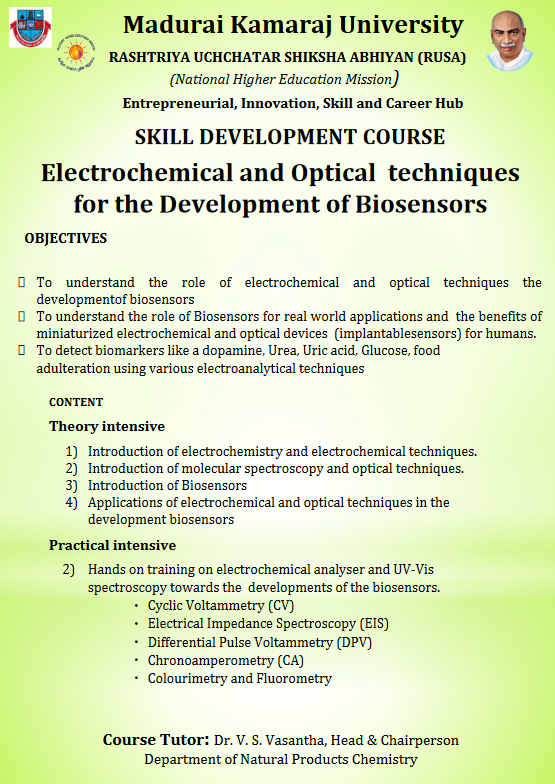 Madurai Kamaraj University
RASHTRIYA UCHCHATAR SHIKSHA ABHIYAN (RUSA)
(National Higher Education Mission)
Entrepreneurial, Innovation, Skill and Career Hub
SKILL DEVELOPMENT COURSE
Electrochemical and Optical techniques
for the Development of Biosensors
OBJECTIVES
To understand the role of electrochemical and optical techniques the
developmentof biosensors
To understand the role of Biosensors for real world applications and the benefits of
miniaturized electrochemical and optical devices (implantablesensors) for humans.
To detect biomarkers like a dopamine, Urea, Uric acid, Glucose, food
adulteration using various electroanalytical techniques
CONTENT
Theory intensive
1) Introduction of electrochemistry and electrochemical techniques.
2) Introduction of molecular spectroscopy and optical techniques.
3) Introduction of Biosensors
4) Applications of electrochemical and optical techniques in the
development biosensors
Practical intensive
2) Hands on training on electrochemical analyser and UV-Vis
spectroscopy towards the developments of the biosensors.
• Cyclic Voltammetry (CV)
• Electrical Impedance Spectroscopy (EIS)
• Differential Pulse Voltammetry (DPV)
• Chronoamperometry (CA)
• Colourimetry and Fluorometry
Course Tutor: Dr. V. S. Vasantha, Head & Chairperson
Department of Natural Products Chemistry